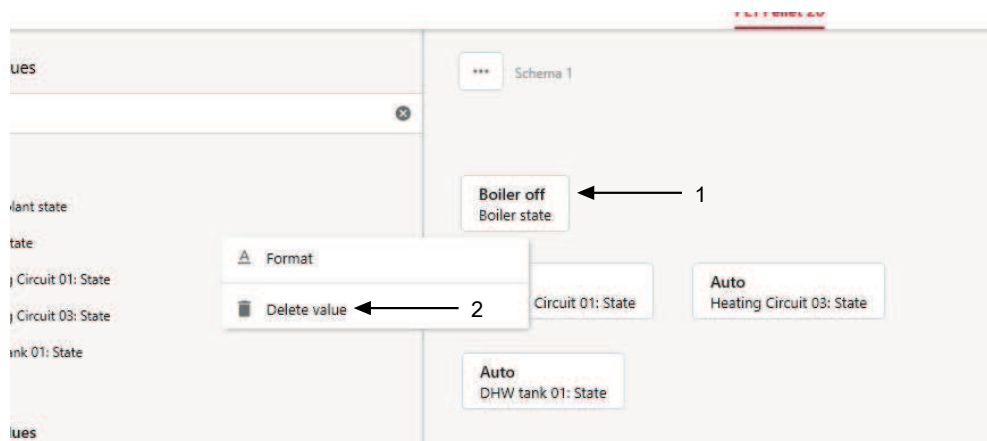 ues
Schema 1
lant state
tate
Circuit 01: State
Circuit 03: State
ank 01: State
lues
Boiler off
Boiler state
1
Format
Delete value
2
Circuit 01: State
Auto
Heating Circuit 03: State
Auto
DHW tank 01: State